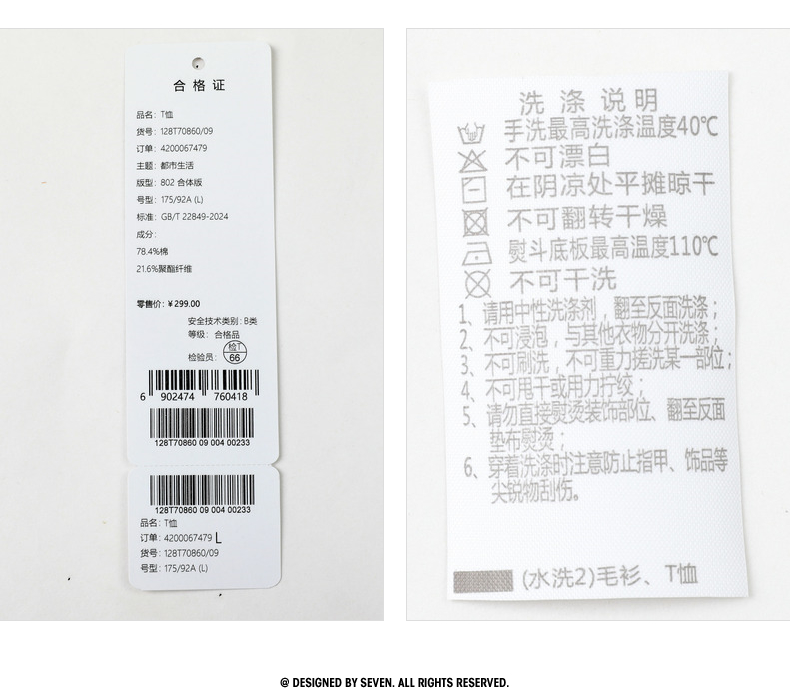 合格证
品名: T恤
货号: 128T70860/09
订单: 4200067479
主题: 都市生活
版型: 802 合体版
号型: 175/92A (L)
标准: GB/T 22849-2024
成分:
78.4%棉
21.6%聚酯纤维
零售价: ¥299.00
安全技术类别: B类
等级: 合格品
检验员: 检T 66
6 902474 760418
128T70860 09 004 00233
128T70860 09 004 00233
品名: T恤
订单: 4200067479 L
货号: 128T70860/09
号型: 175/92A (L)
洗涤说明
手洗最高洗涤温度40℃
不可漂白
在阴凉处平摊晾干
不可翻转干燥
熨斗底板最高温度110℃
不可干洗
1、请用中性洗涤剂，翻至反面洗涤；
2、不可浸泡，与其他衣物分开洗涤；
3、不可刷洗，不可重力搓洗某一部位；
4、不可甩干或用力拧绞；
5、请勿直接熨烫装饰部位、翻至反面
垫布熨烫；
6、穿着洗涤时注意防止指甲、饰品等
尖锐物刮伤。
(水洗2)毛衫、T恤
@ DESIGNED BY SEVEN. ALL RIGHTS RESERVED.